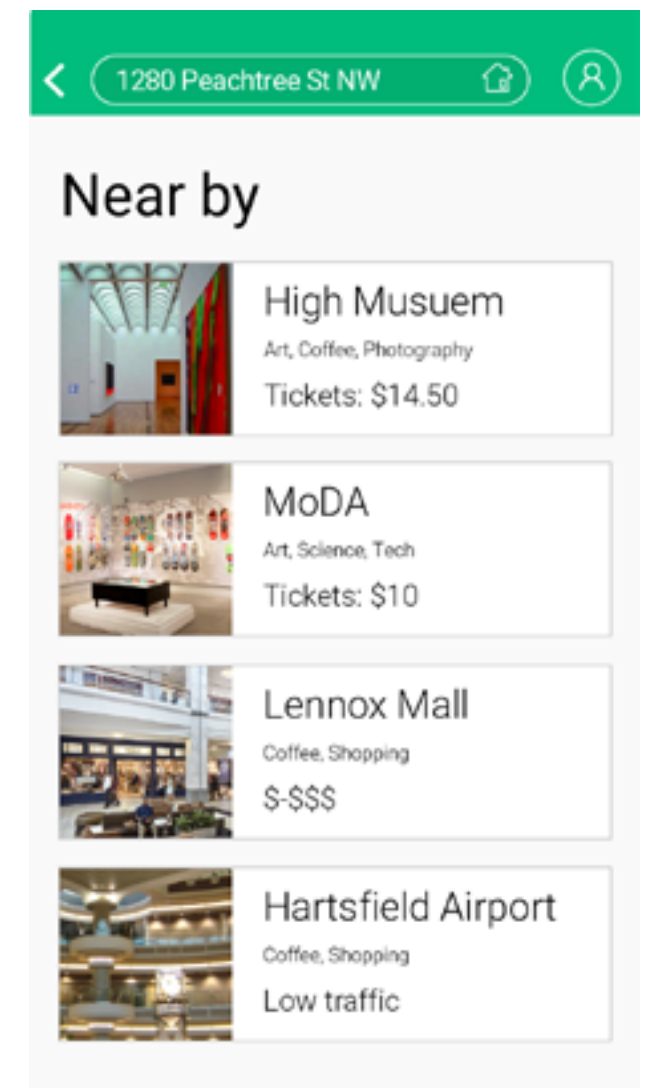 1280 Peachtree St NW
Near by
High Musuem
Art, Coffee, Photography
Tickets: $14.50
MoDA
Art, Science, Tech
Tickets: $10
Lennox Mall
Coffee, Shopping
$-$$$
Hartsfield Airport
Coffee, Shopping
Low traffic